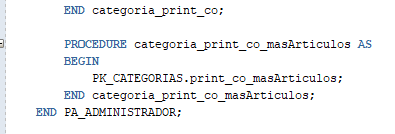 END categoria_print_co;
PROCEDURE categoria_print_co_masArticulos AS
BEGIN
PK_CATEGORIAS.print_co_masArticulos;
END categoria_print_co_masArticulos;
END PA_ADMINISTRADOR;